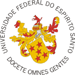 UNIVERSIDADE FEDERAL DO ESPÍRITO SANTO
DOCETE OMNES GENTES